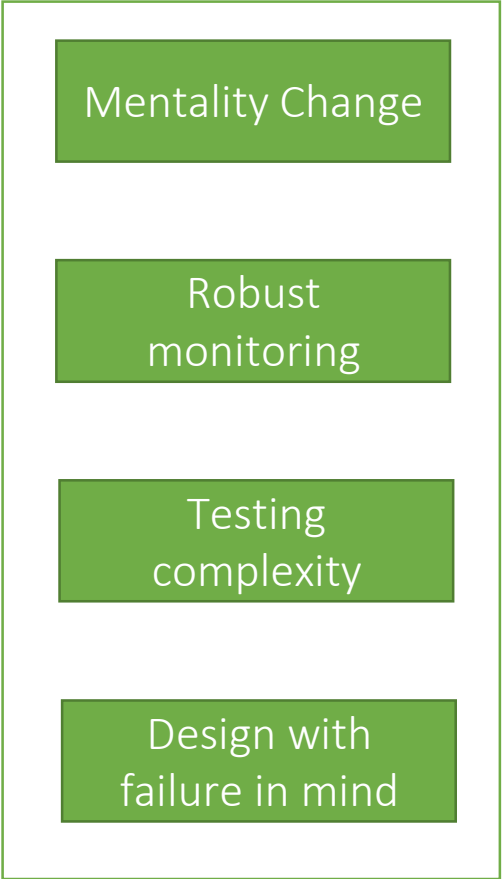 Mentality Change
Robust
monitoring
Testing
complexity
Design with
failure in mind